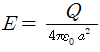 E = Q / 4πε₀ a²